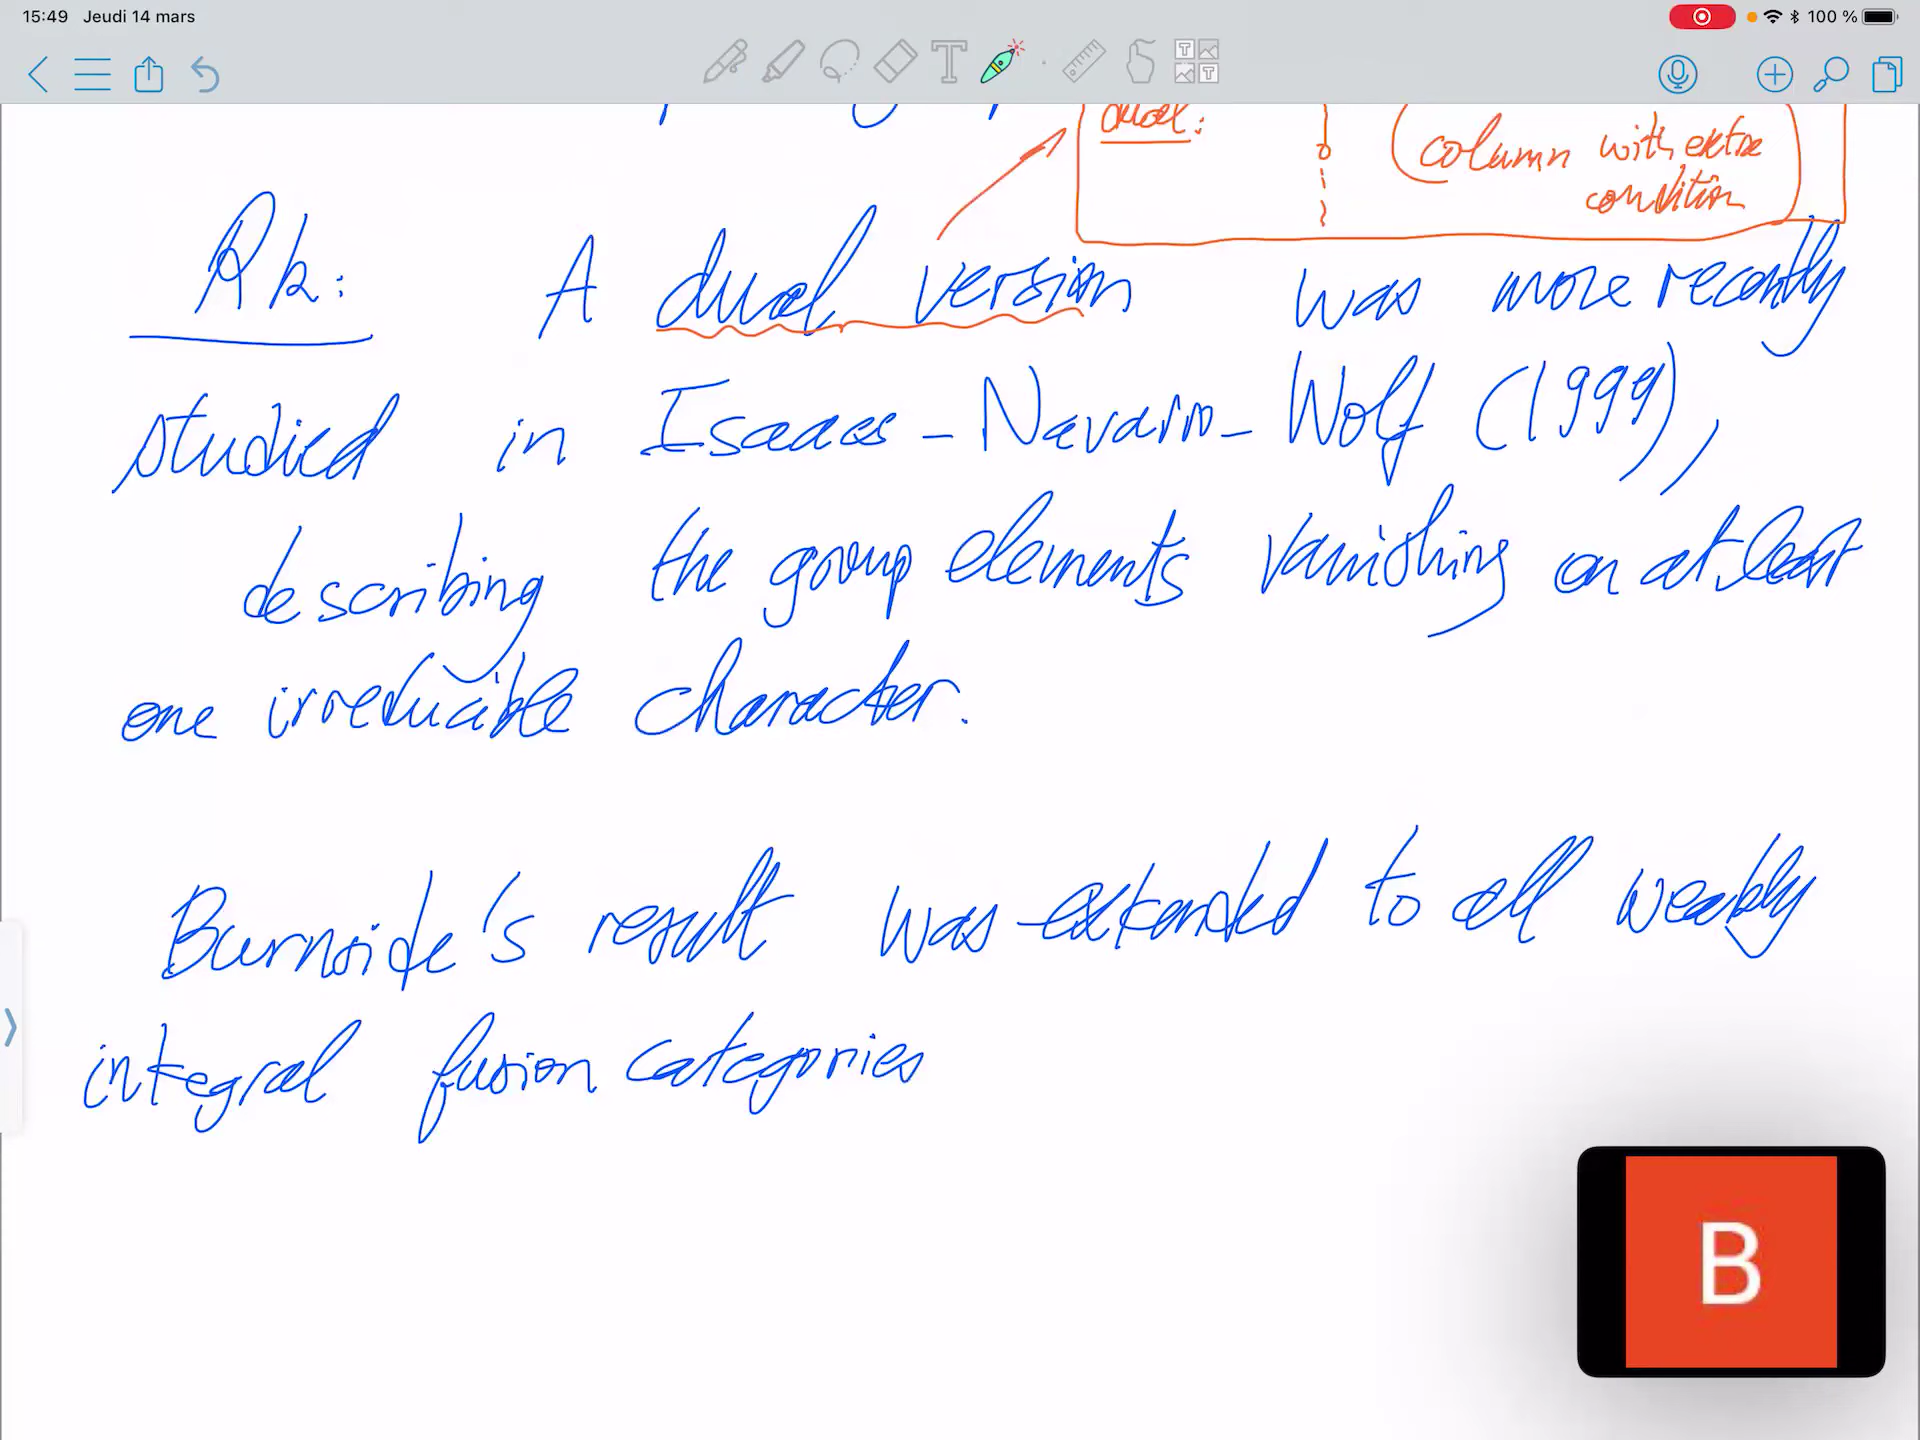 15:49 Jeudi 14 mars
100 %
dual:
column with extra
condition
Rk: A dual version was more recently
studied in Isaacs-Navarro-Wolf (1999),
describing the group elements vanishing on at least
one irreducible character.
Burnside's result was extended to all weakly
integral fusion categories
B